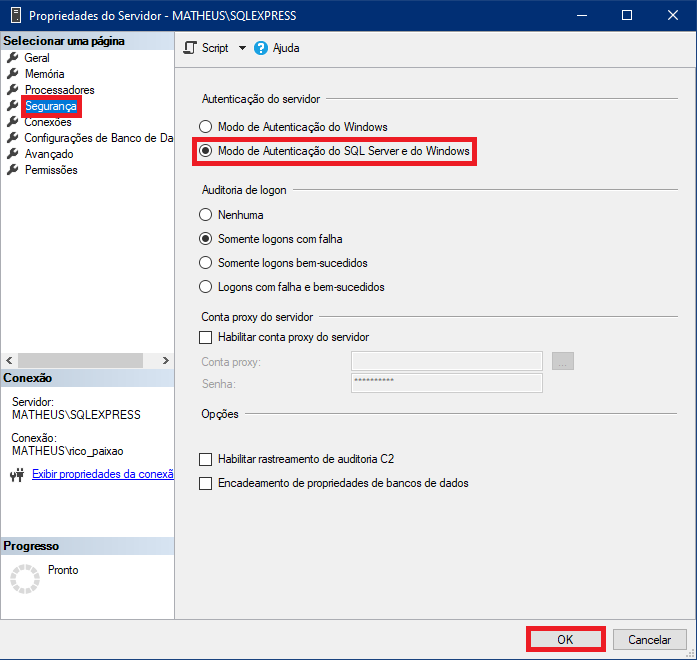 Propriedades do Servidor - MATHEUS\SQLEXPRESS
Selecionar uma página
Geral
Memória
Processadores
Segurança
Conexões
Configurações de Banco de Da
Avançado
Permissões
Conexão
Servidor:
MATHEUS\SQLEXPRESS
Conexão:
MATHEUS\rico_paixao
Exibir propriedades da conexã
Progresso
Pronto
Script
Ajuda
Autenticação do servidor
Modo de Autenticação do Windows
Modo de Autenticação do SQL Server e do Windows
Auditoria de logon
Nenhuma
Somente logons com falha
Somente logons bem-sucedidos
Logons com falha e bem-sucedidos
Conta proxy do servidor
Habilitar conta proxy do servidor
Conta proxy:
...
Senha: **********
Opções
Habilitar rastreamento de auditoria C2
Encadeamento de propriedades de bancos de dados
OK
Cancelar